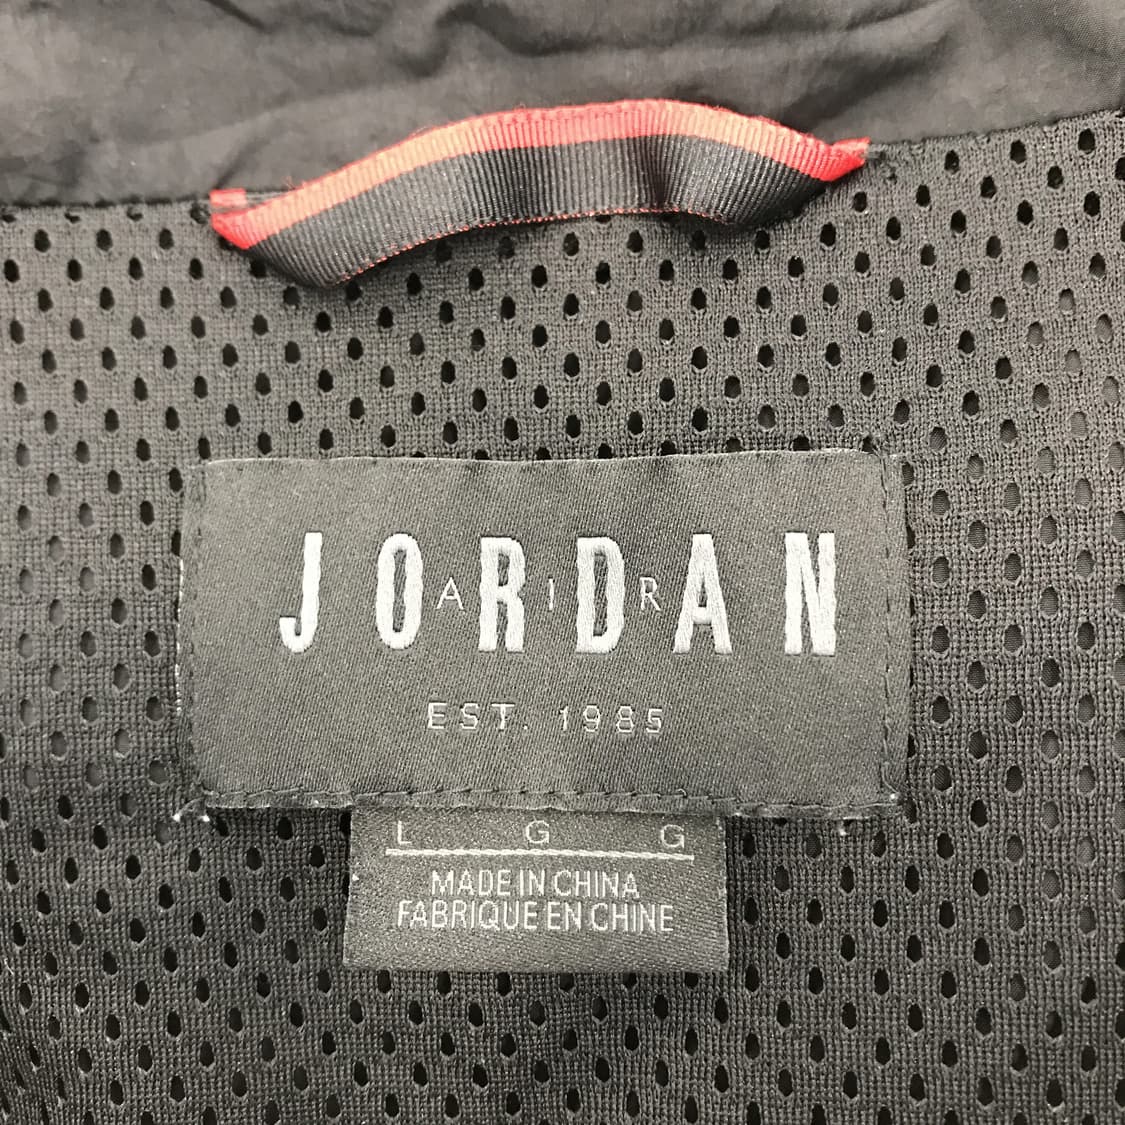 JORDAN
AIR
EST. 1985
L G G
MADE IN CHINA
FABRIQUE EN CHINE